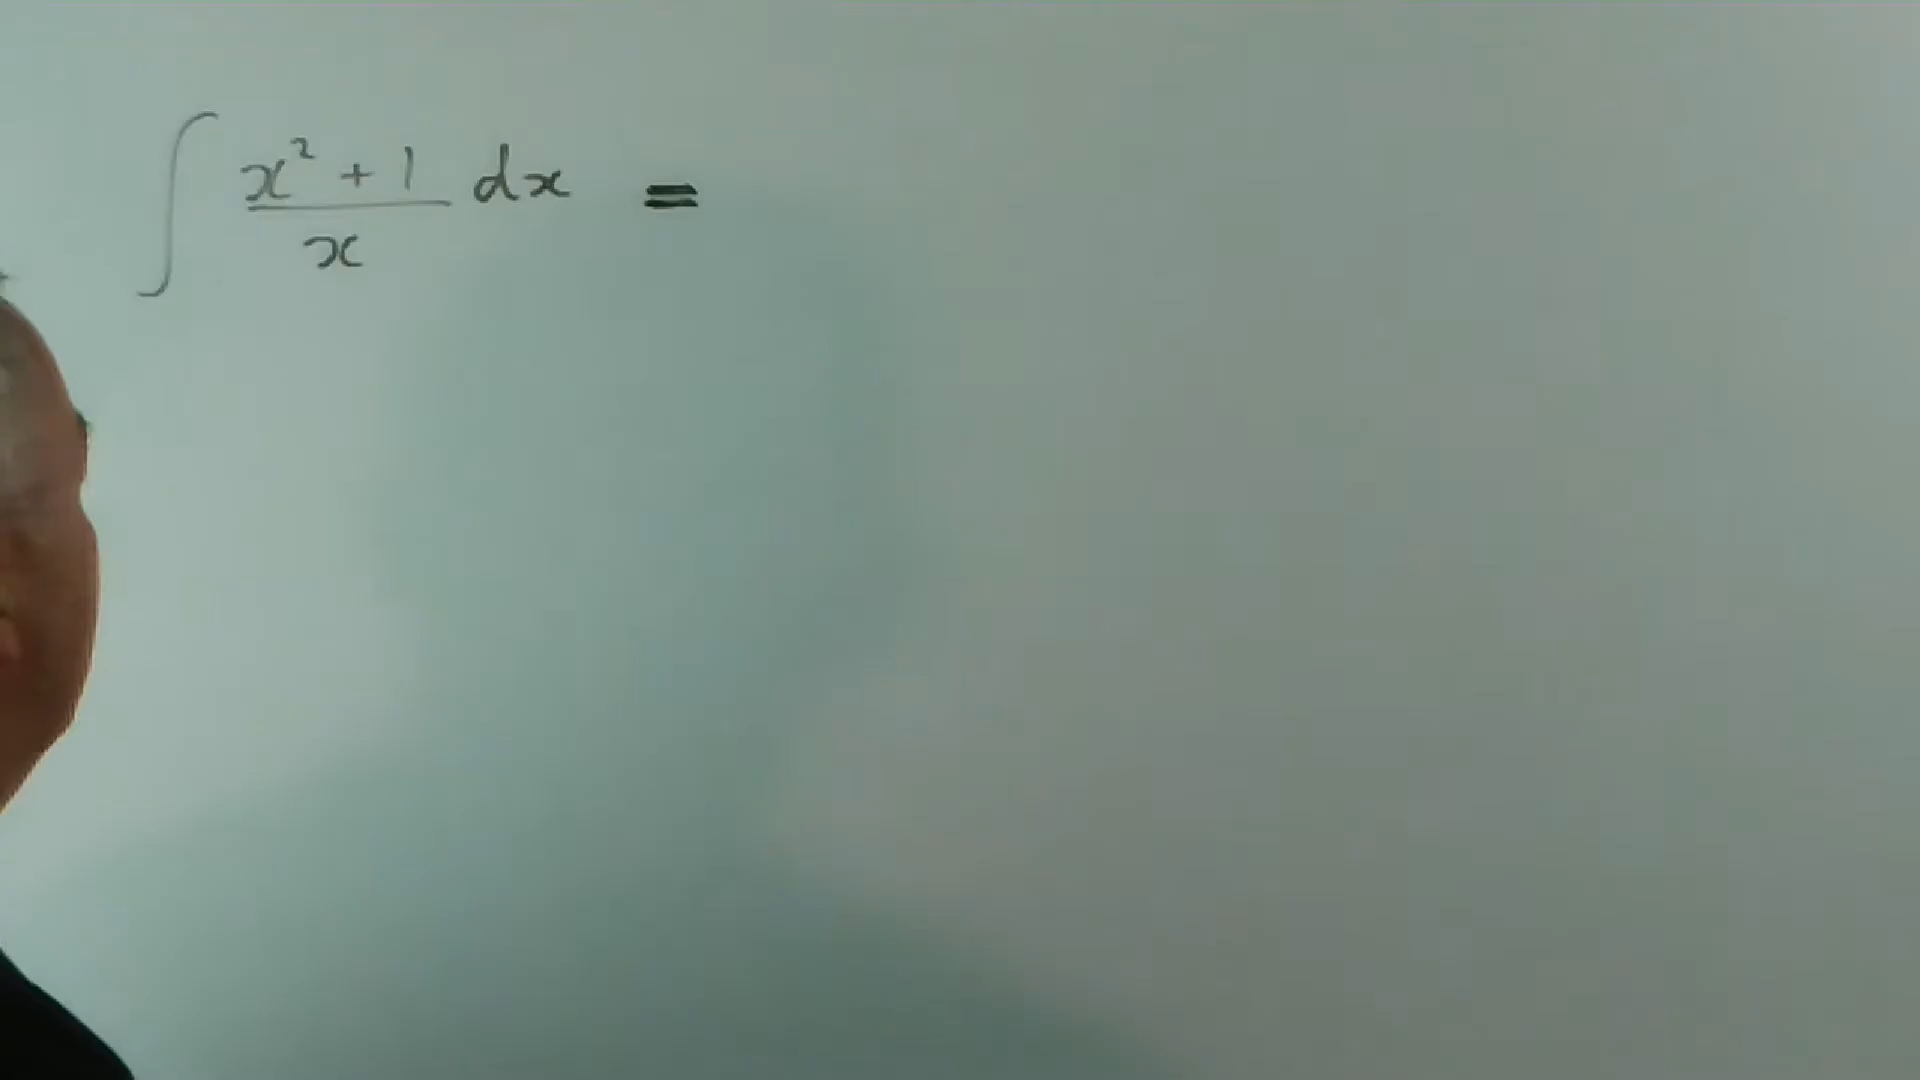 ∫ x² + 1 / x dx =